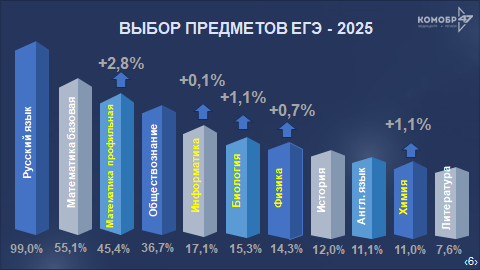 КОМОБР47
ВЫБОР ПРЕДМЕТОВ ЕГЭ - 2025
+2,8%
+0,1%
+1,1%
+0,7%
+1,1%
Русский язык
Математика базовая
Математика профильная
Обществознание
Информатика
Биология
Физика
История
Англ. язык
Химия
Литература
99,0%
55,1%
45,4%
36,7%
17,1%
15,3%
14,3%
12,0%
11,1%
11,0%
7,6%
‹6›